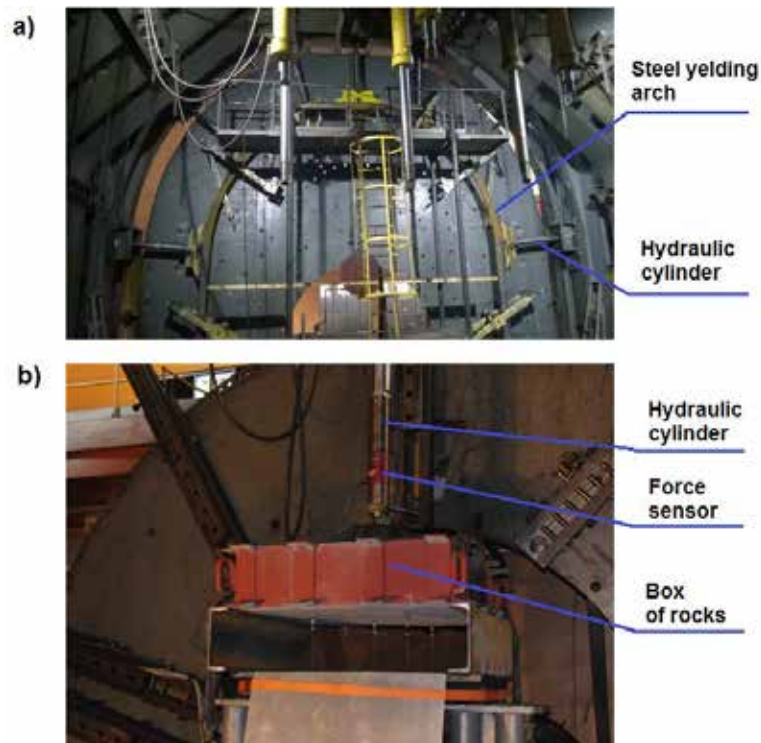 a)
Steel yelding
arch
Hydraulic
cylinder
b)
Hydraulic
cylinder
Force
sensor
Box
of rocks